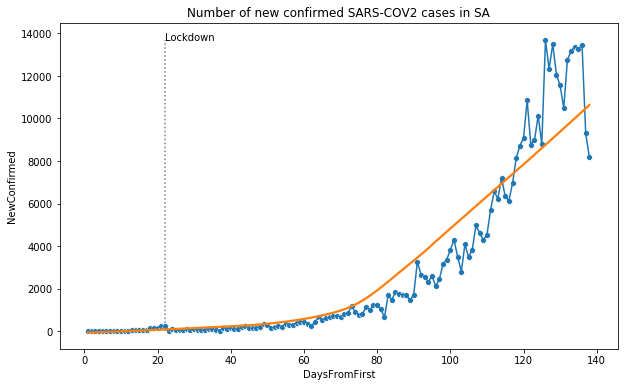 Number of new confirmed SARS-COV2 cases in SA
Lockdown
14000
12000
10000
8000
6000
4000
2000
0
NewConfirmed
0 20 40 60 80 100 120 140
DaysFromFirst